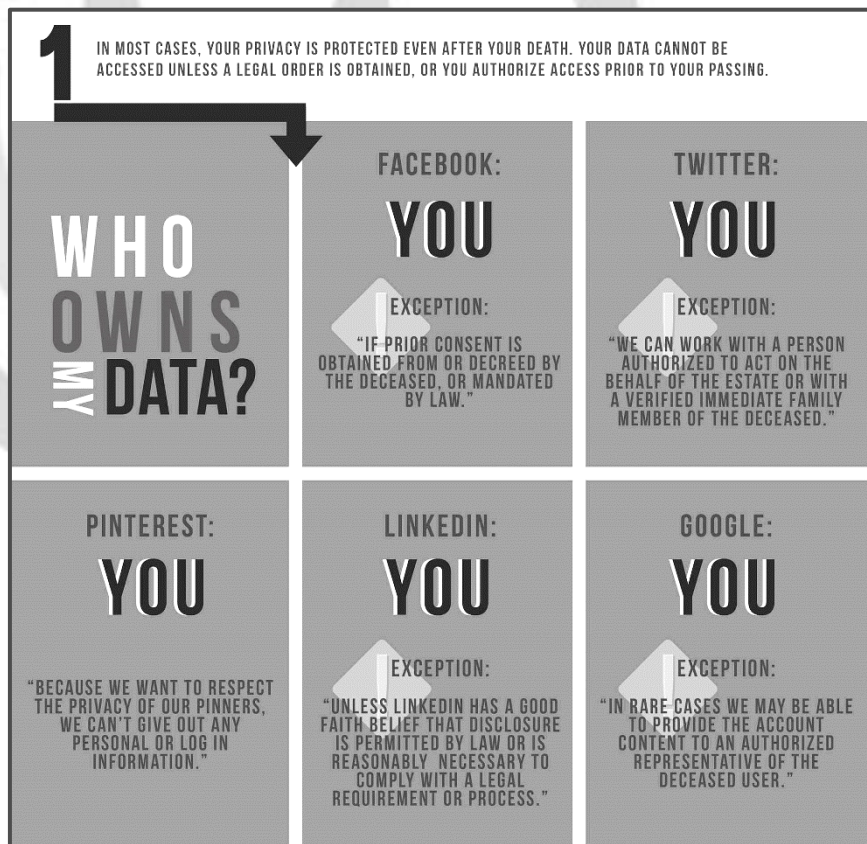 1
IN MOST CASES, YOUR PRIVACY IS PROTECTED EVEN AFTER YOUR DEATH. YOUR DATA CANNOT BE
ACCESSED UNLESS A LEGAL ORDER IS OBTAINED, OR YOU AUTHORIZE ACCESS PRIOR TO YOUR PASSING.
WHO
OWNS
MY DATA?
FACEBOOK:
YOU
EXCEPTION:
“IF PRIOR CONSENT IS
OBTAINED FROM OR DECREED BY
THE DECEASED, OR MANDATED
BY LAW.”
TWITTER:
YOU
EXCEPTION:
“WE CAN WORK WITH A PERSON
AUTHORIZED TO ACT ON THE
BEHALF OF THE ESTATE OR WITH
A VERIFIED IMMEDIATE FAMILY
MEMBER OF THE DECEASED.”
PINTEREST:
YOU
“BECAUSE WE WANT TO RESPECT
THE PRIVACY OF OUR PINNERS,
WE CAN’T GIVE OUT ANY
PERSONAL OR LOG IN
INFORMATION.”
LINKEDIN:
YOU
EXCEPTION:
“UNLESS LINKEDIN HAS A GOOD
FAITH BELIEF THAT DISCLOSURE
IS PERMITTED BY LAW OR IS
REASONABLY NECESSARY TO
COMPLY WITH A LEGAL
REQUIREMENT OR PROCESS.”
GOOGLE:
YOU
EXCEPTION:
“IN RARE CASES WE MAY BE ABLE
TO PROVIDE THE ACCOUNT
CONTENT TO AN AUTHORIZED
REPRESENTATIVE OF THE
DECEASED USER.”